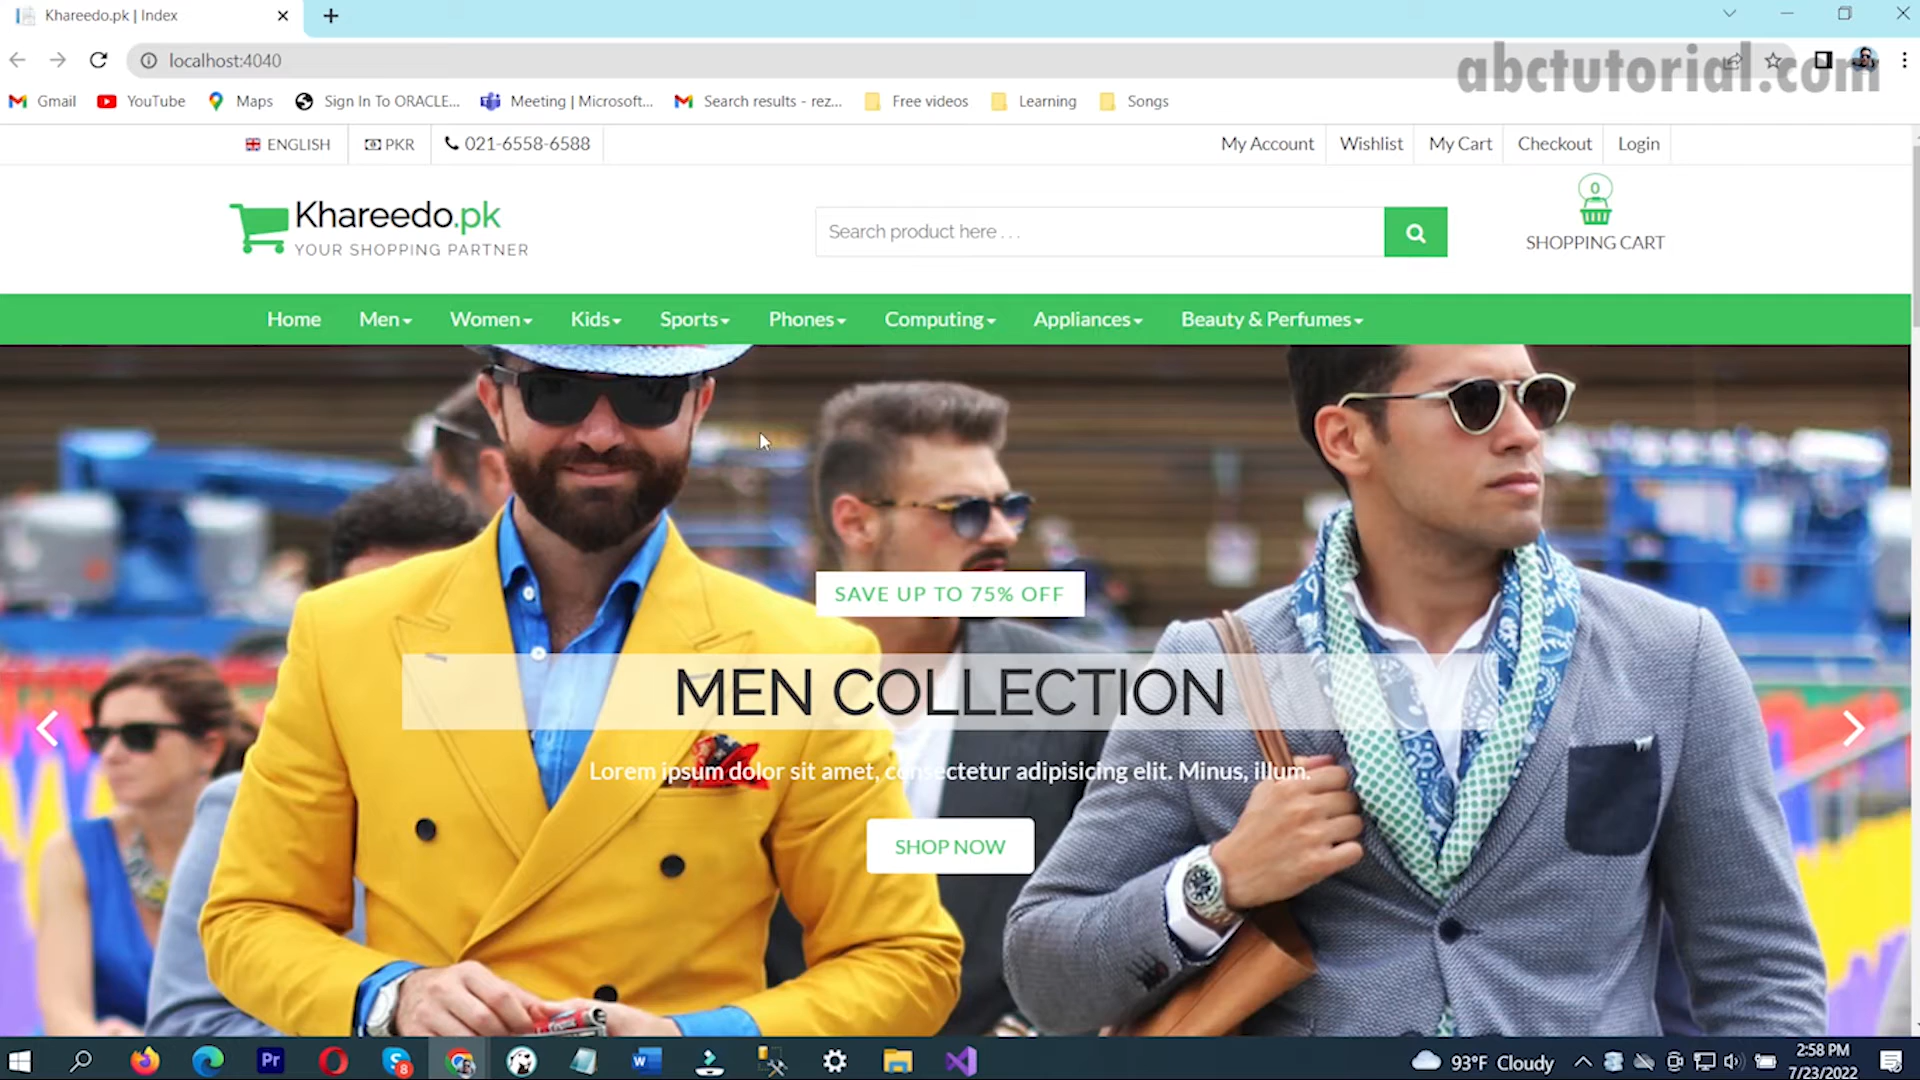 Khareedo.pk | Index
localhost:4040
abctutorial.com
Gmail YouTube Maps Sign In To ORACLE... Meeting | Microsoft... Search results - rez... Free videos Learning Songs
ENGLISH PKR 021-6558-6588 My Account Wishlist My Cart Checkout Login
0
Khareedo.pk
YOUR SHOPPING PARTNER
Search product here . . .
SHOPPING CART
Home Men Women Kids Sports Phones Computing Appliances Beauty & Perfumes
SAVE UP TO 75% OFF
MEN COLLECTION
Lorem ipsum dolor sit amet, consectetur adipisicing elit. Minus, illum.
SHOP NOW
Pr
S
8
W
93°F Cloudy
2:58 PM
7/23/2022